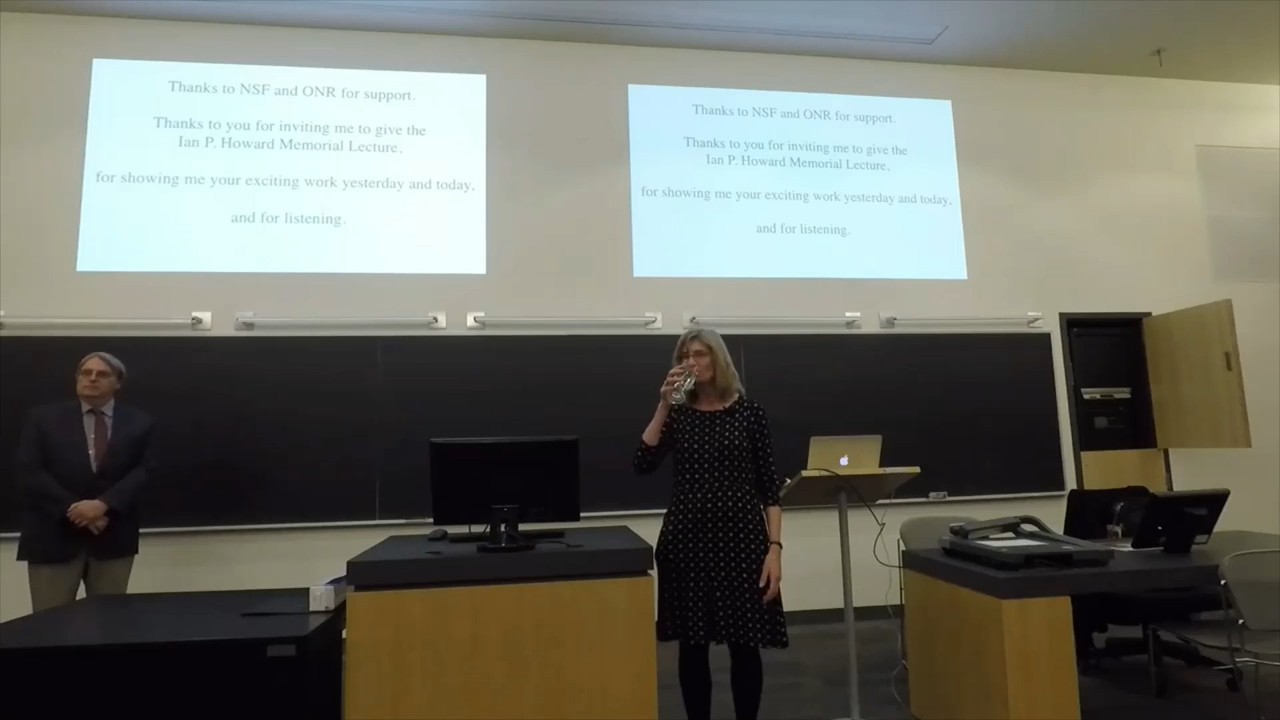 Thanks to NSF and ONR for support.
Thanks to you for inviting me to give the
Ian P. Howard Memorial Lecture,
for showing me your exciting work yesterday and today,
and for listening.
Thanks to NSF and ONR for support.
Thanks to you for inviting me to give the
Ian P. Howard Memorial Lecture,
for showing me your exciting work yesterday and today,
and for listening.